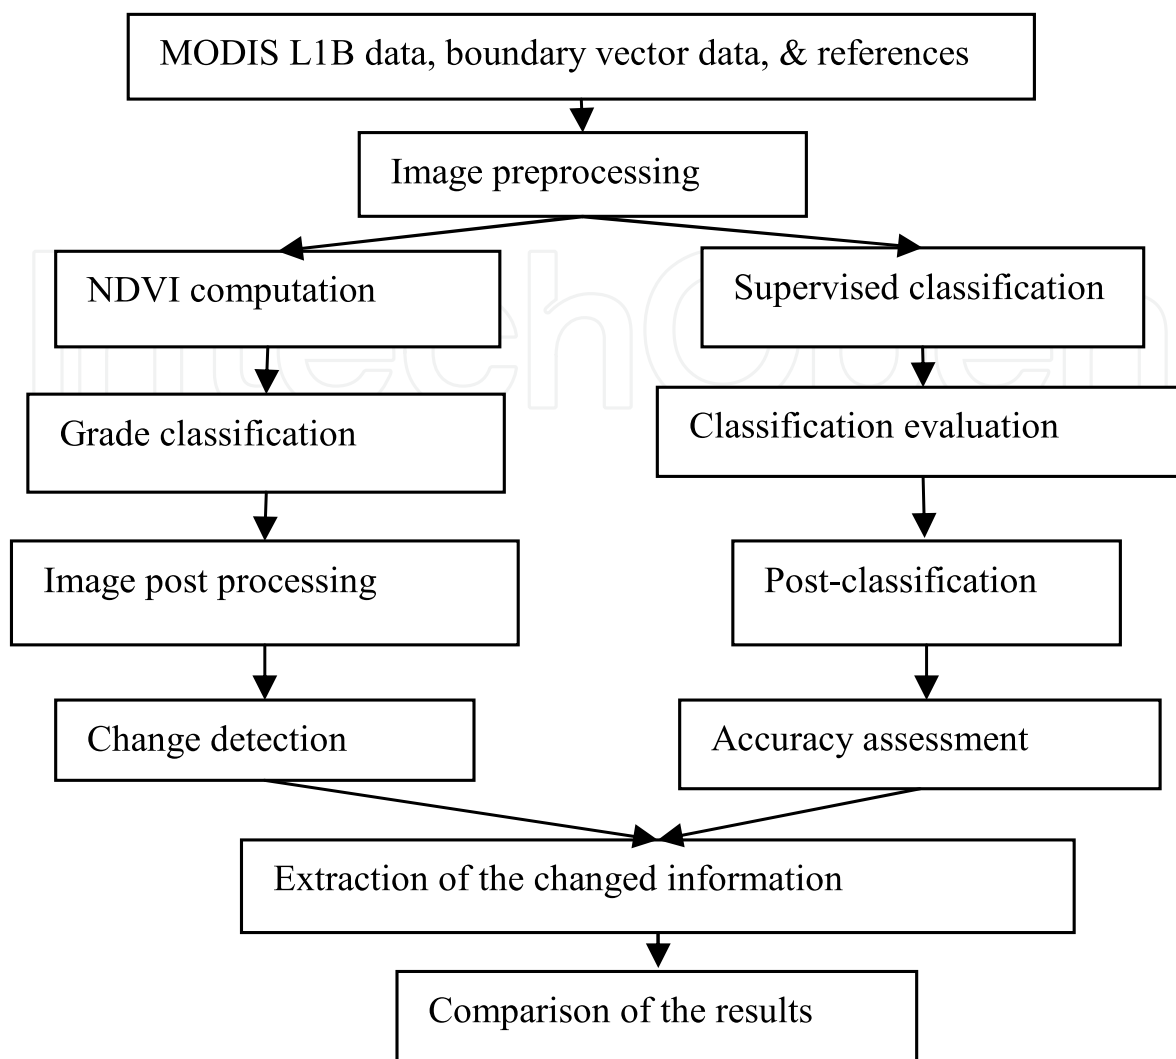 MODIS L1B data, boundary vector data, & references
Image preprocessing
NDVI computation
Supervised classification
IntechOpen
Grade classification
Classification evaluation
Image post processing
Post-classification
Change detection
Accuracy assessment
Extraction of the changed information
Comparison of the results